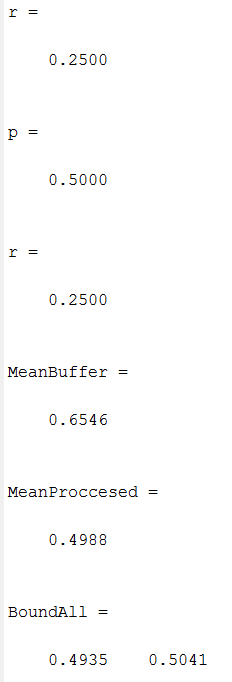 r =
0.2500
p =
0.5000
r =
0.2500
MeanBuffer =
0.6546
MeanProccesed =
0.4988
BoundAll =
0.4935    0.5041